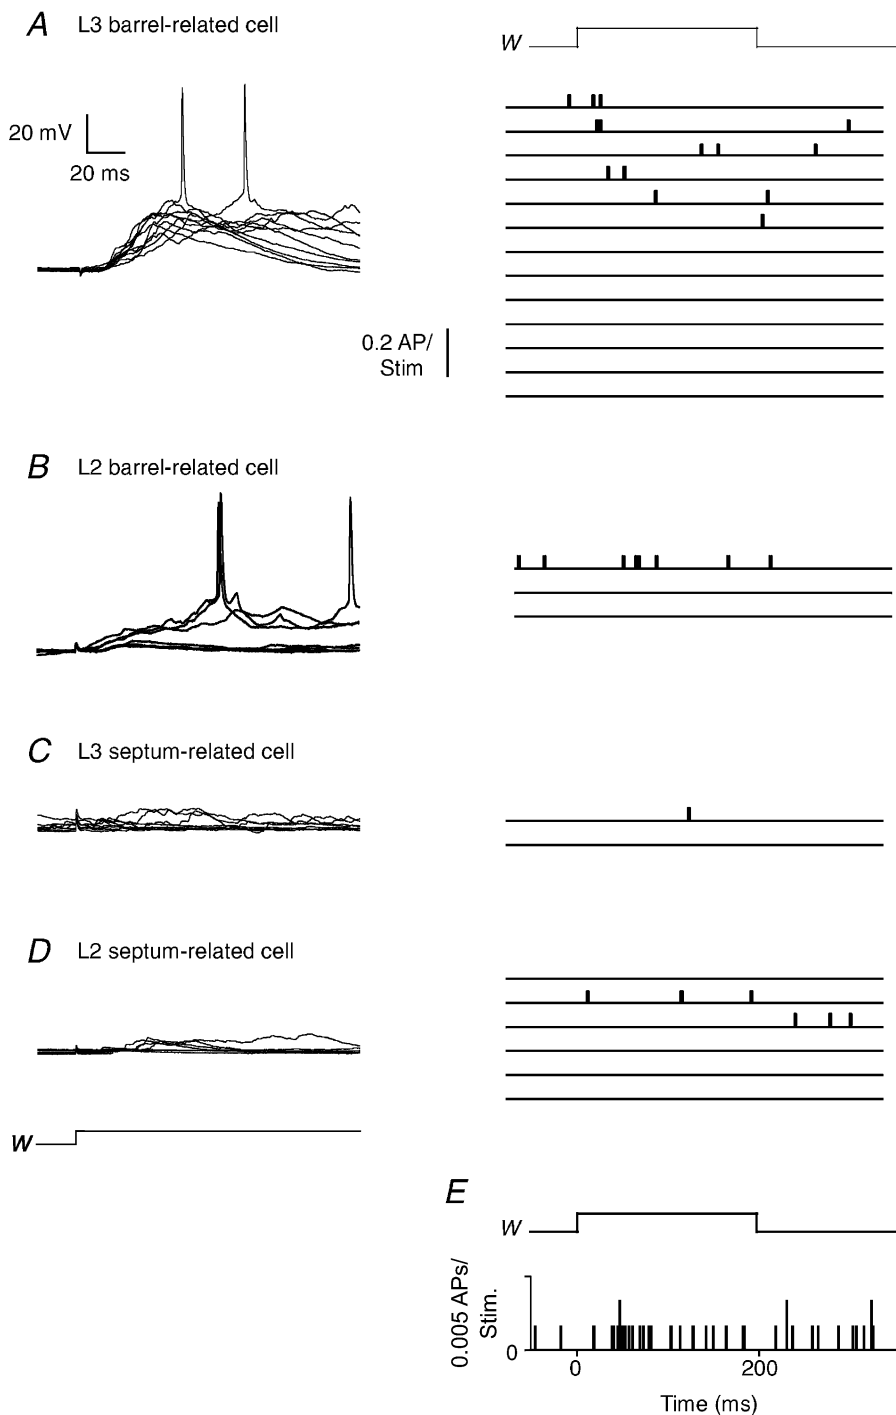 A L3 barrel-related cell
W
20 mV
20 ms
0.2 AP/
Stim
B L2 barrel-related cell
C L3 septum-related cell
D L2 septum-related cell
W
E
W
0.005 APs/
Stim.
0
0 200
Time (ms)